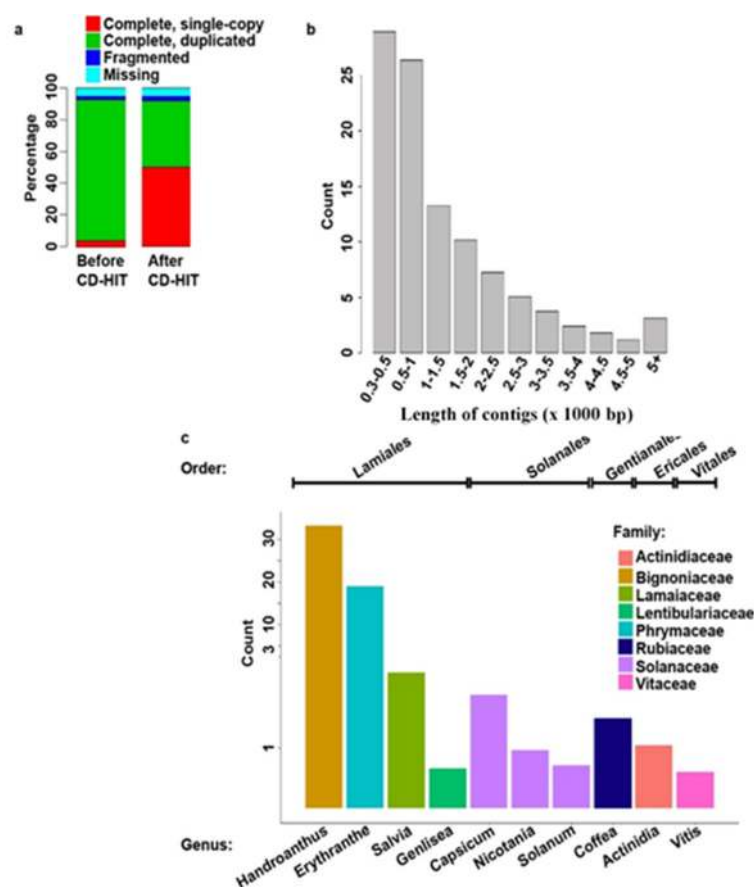 a
Complete, single-copy
Complete, duplicated
Fragmented
Missing
Percentage
100
80
60
40
20
0
Before
CD-HIT
After
CD-HIT
b
Count
25
15
10
5
0
0.3-0.5
0.5-1
1-1.5
1.5-2
2-2.5
2.5-3
3-3.5
3.5-4
4-4.5
4.5-5
5+
Length of contigs (x 1000 bp)
c
Order:
Lamiales
Solanales
Gentianales
Ericales
Vitales
Count
30
20
10
3
1
Family:
Actinidiaceae
Bignoniaceae
Lamaiaceae
Lentibulariaceae
Phrymaceae
Rubiaceae
Solanaceae
Vitaceae
Genus:
Handroanthus
Erythranthe
Salvia
Genlisea
Capsicum
Nicotania
Solanum
Coffea
Actinidia
Vitis